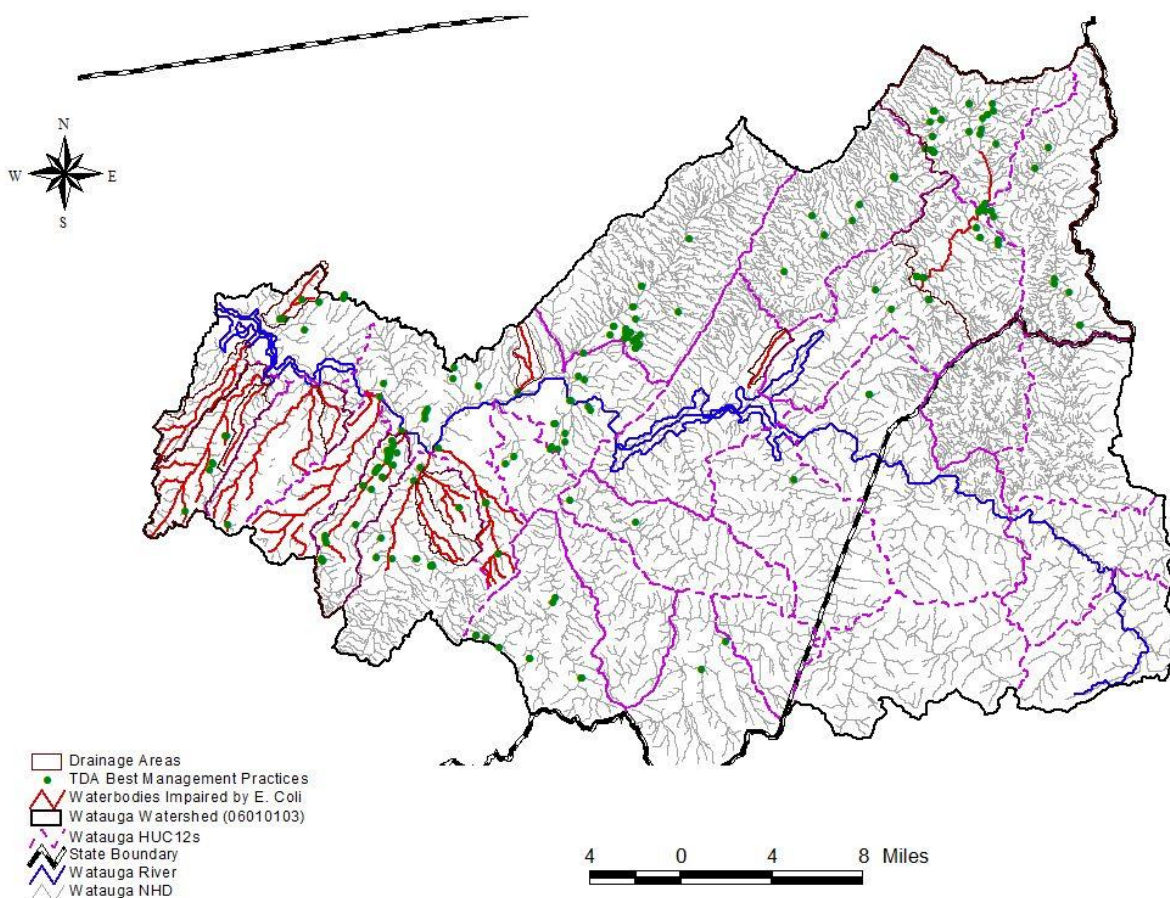 N
W E
S
Drainage Areas
TDA Best Management Practices
Waterbodies Impaired by E. Coli
Watauga Watershed (06010103)
Watauga HUC12s
State Boundary
Watauga River
Watauga NHD
4 0 4 8 Miles